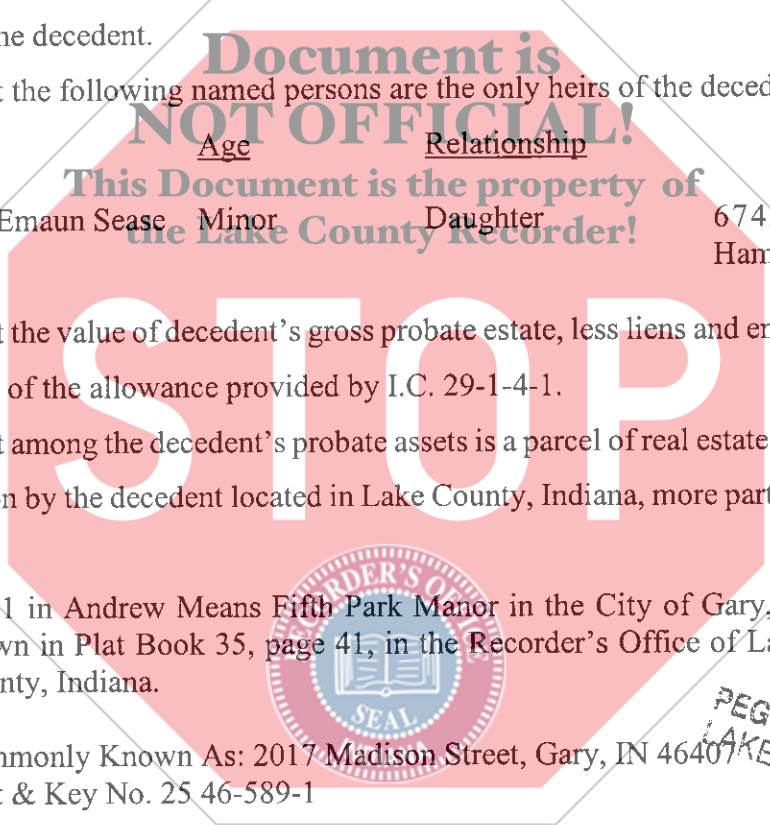 he decedent.
Document is
t the following named persons are the only heirs of the deced
NOT OFFICIAL!
Age Relationship
This Document is the property of
Emaun Sease Minor Daughter 674
the Lake County Recorder!
Ham
t the value of decedent's gross probate estate, less liens and en
of the allowance provided by I.C. 29-1-4-1.
t among the decedent's probate assets is a parcel of real estate
STOP
n by the decedent located in Lake County, Indiana, more part
RECORDER'S OFFIC
1 in Andrew Means Fifth Park Manor in the City of Gary,
wn in Plat Book 35, page 41, in the Recorder's Office of La
nty, Indiana.
SEAL
PEG
LAKE
mmonly Known As: 2017 Madison Street, Gary, IN 46407
t & Key No. 25 46-589-1